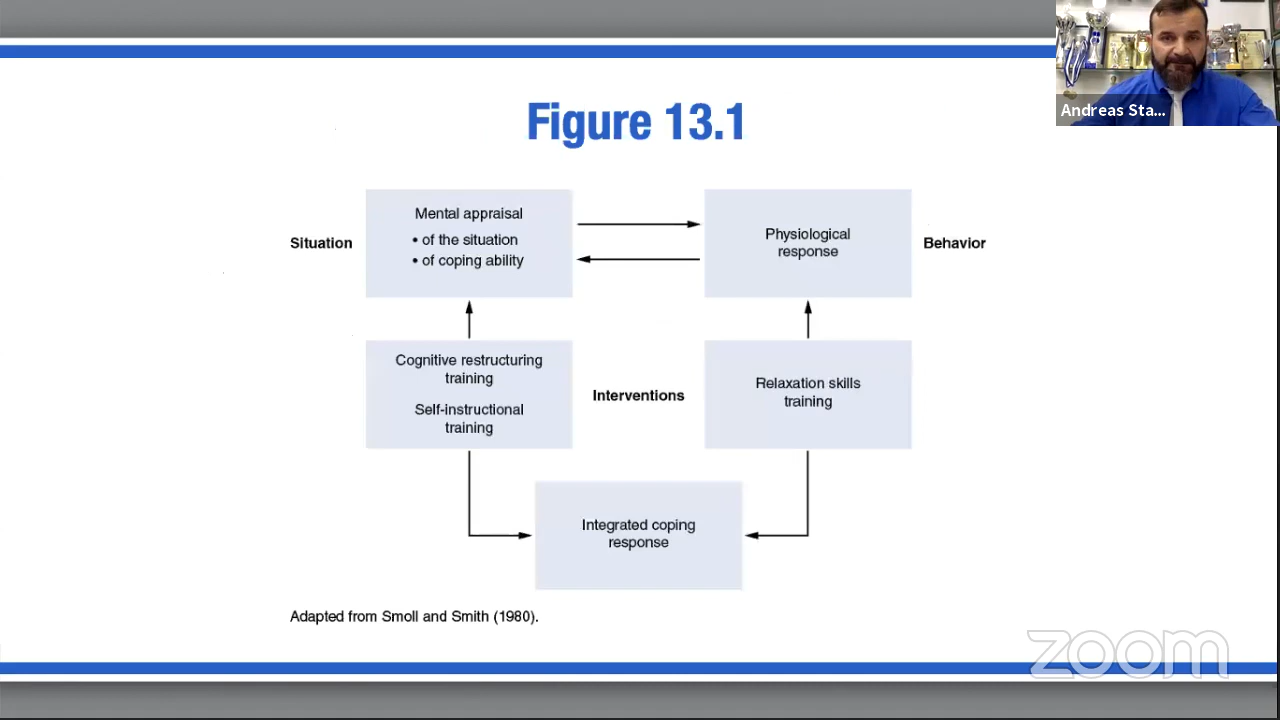 Andreas Sta...
Figure 13.1
Situation
Mental appraisal
• of the situation
• of coping ability
Physiological
response
Behavior
Cognitive restructuring
training
Self-instructional
training
Interventions
Relaxation skills
training
Integrated coping
response
Adapted from Smoll and Smith (1980).
zoom